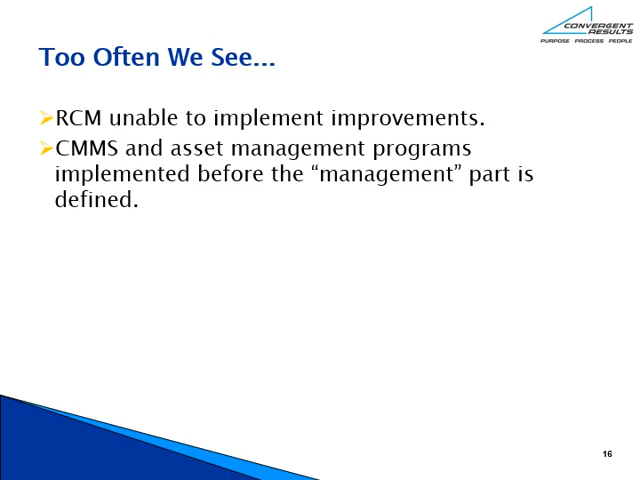 CONVERGENT
RESULTS
PURPOSE PROCESS PEOPLE
Too Often We See...
RCM unable to implement improvements.
CMMS and asset management programs
implemented before the “management” part is
defined.
16